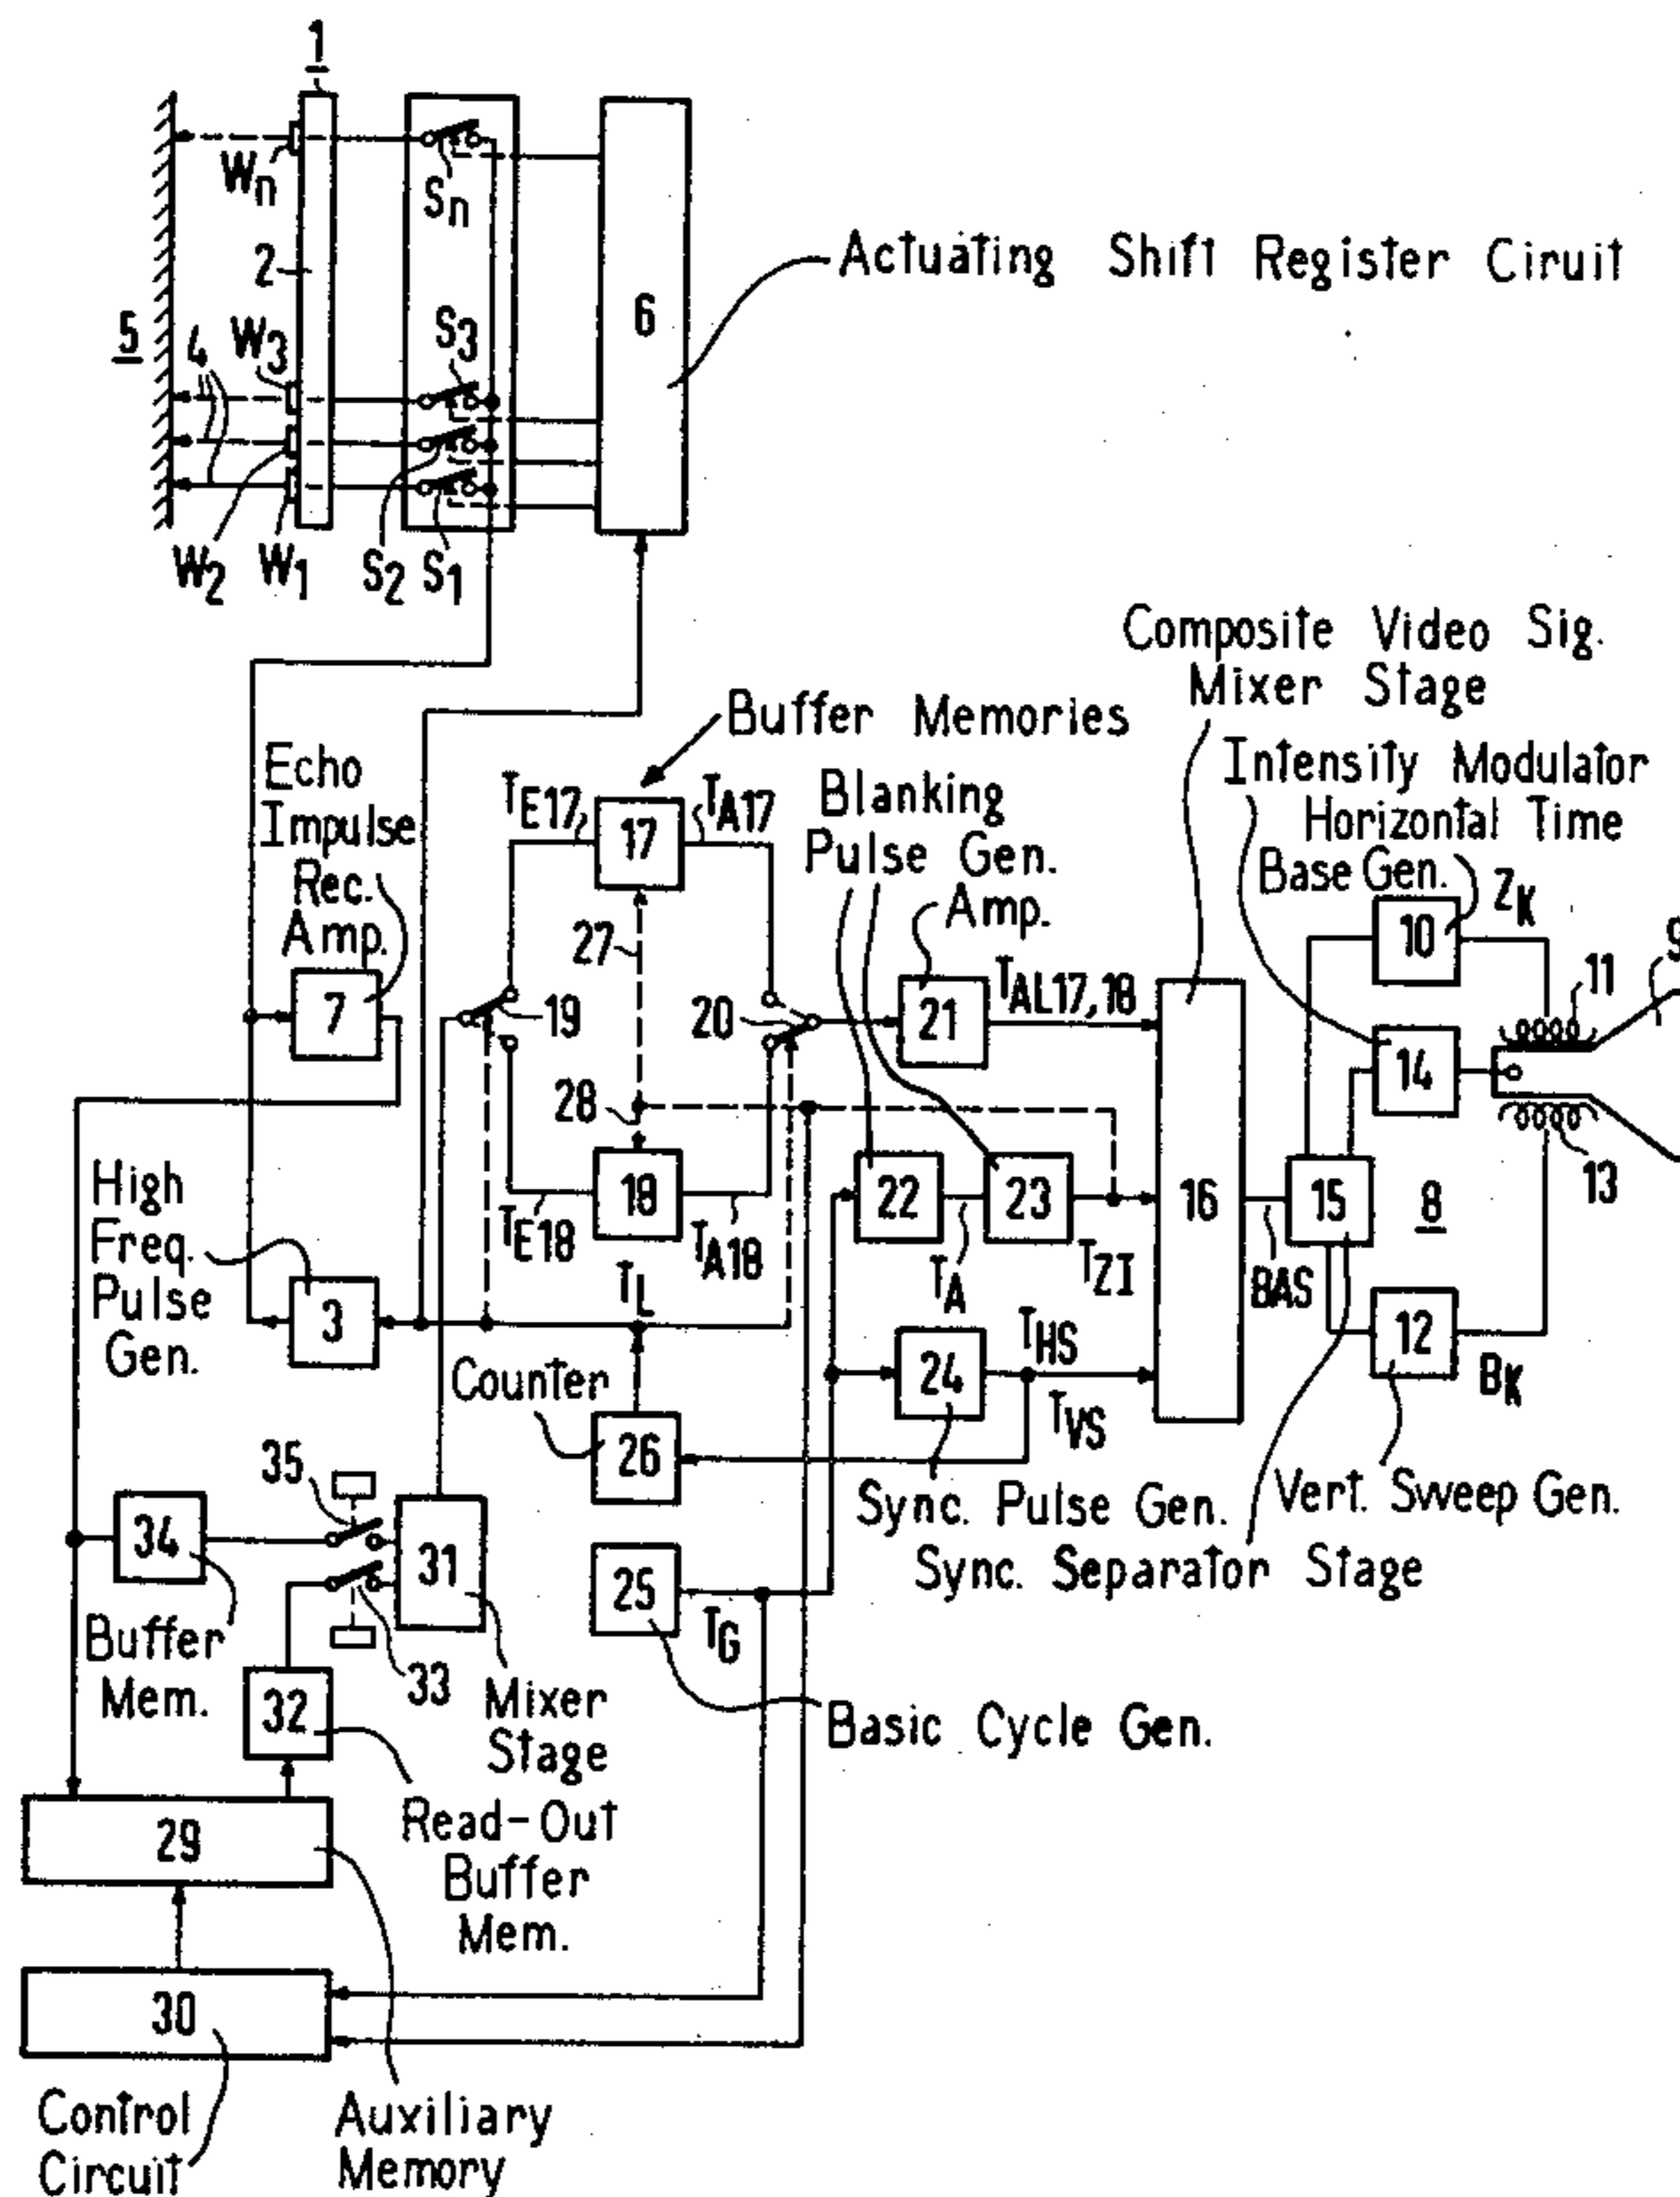 1
Wn
Sn
2
Actuating Shift Register Ciruit
6
5
4
W3
S3
W2
W1
S2
S1
Composite Video Sig.
Mixer Stage
Buffer Memories
Echo
Impulse
Rec.
Amp.
TE17
17
TA17
Blanking
Pulse Gen.
Amp.
Intensity Modulator
Horizontal Time
Base Gen.
ZK
10
9
11
27
7
19
20
21
TAL17,18
14
28
High
Freq.
Pulse
Gen.
18
TE18
TA18
22
23
TA
TZI
16
15
8
13
BAS
3
TL
Counter
24
THS
TVS
12
BK
26
35
34
31
Sync. Pulse Gen.
Vert. Sweep Gen.
Sync. Separator Stage
25
TG
Buffer
Mem.
33
32
Mixer
Stage
Basic Cycle Gen.
Read-Out
Buffer
Mem.
29
30
Control
Circuit
Auxiliary
Memory